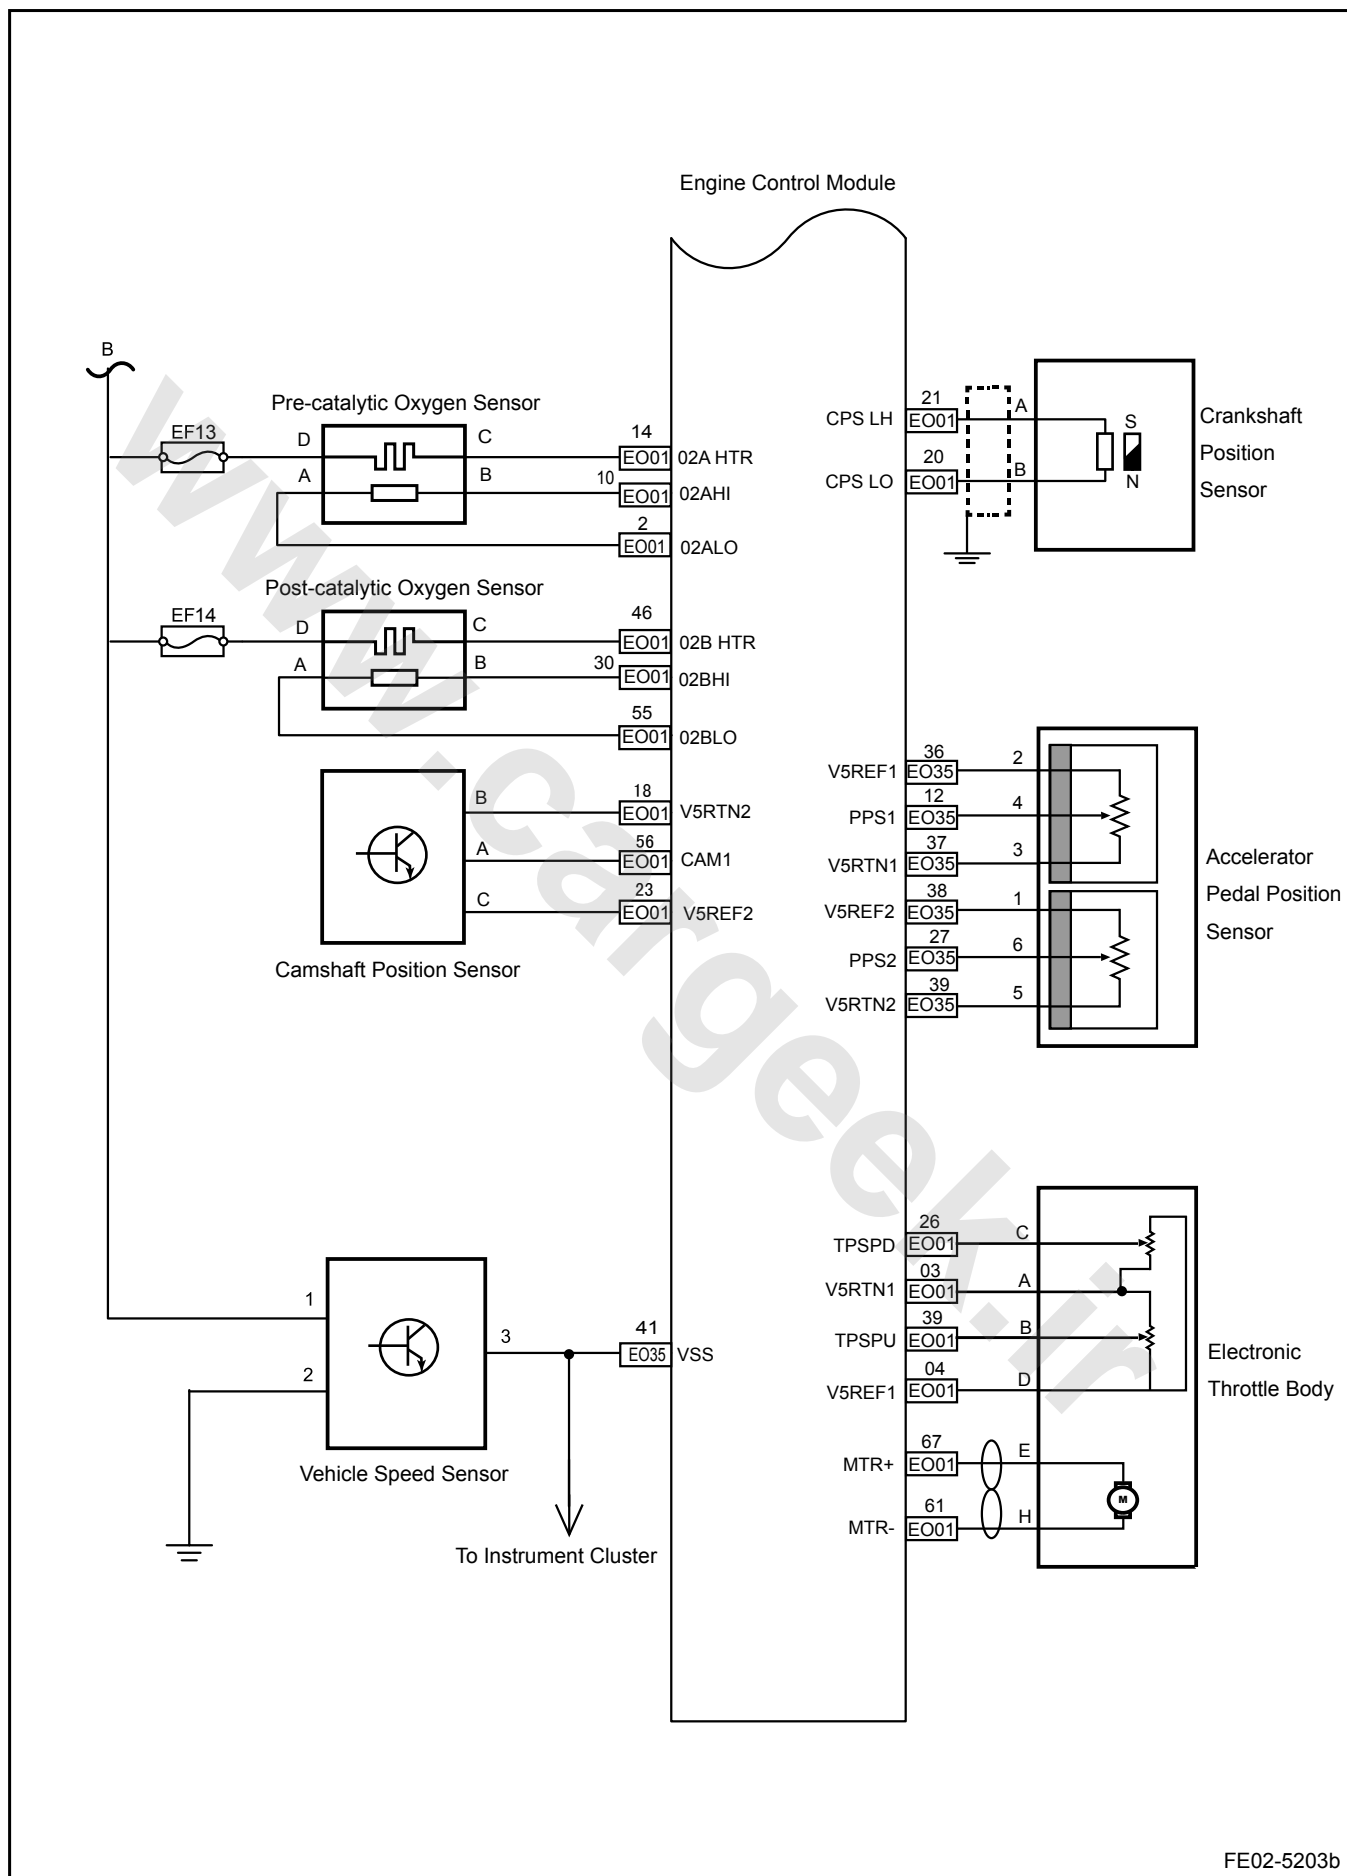 Engine Control Module
B
Pre-catalytic Oxygen Sensor
EF13
D
C
14
EO01
02A HTR
A
B
10
EO01
02AHI
2
EO01
02ALO
Post-catalytic Oxygen Sensor
EF14
D
C
46
EO01
02B HTR
A
B
30
EO01
02BHI
55
EO01
02BLO
B
18
EO01
V5RTN2
A
56
EO01
CAM1
C
23
EO01
V5REF2
Camshaft Position Sensor
1
2
3
41
EO35
VSS
Vehicle Speed Sensor
To Instrument Cluster
CPS LH
21
EO01
A
CPS LO
20
EO01
B
S
N
Crankshaft
Position
Sensor
V5REF1
36
EO35
2
PPS1
12
EO35
4
V5RTN1
37
EO35
3
V5REF2
38
EO35
1
PPS2
27
EO35
6
V5RTN2
39
EO35
5
Accelerator
Pedal Position
Sensor
TPSPD
26
EO01
C
V5RTN1
03
EO01
A
TPSPU
39
EO01
B
V5REF1
04
EO01
D
MTR+
67
EO01
E
MTR-
61
EO01
H
M
Electronic
Throttle Body
www.cargeek.ir
FE02-5203b